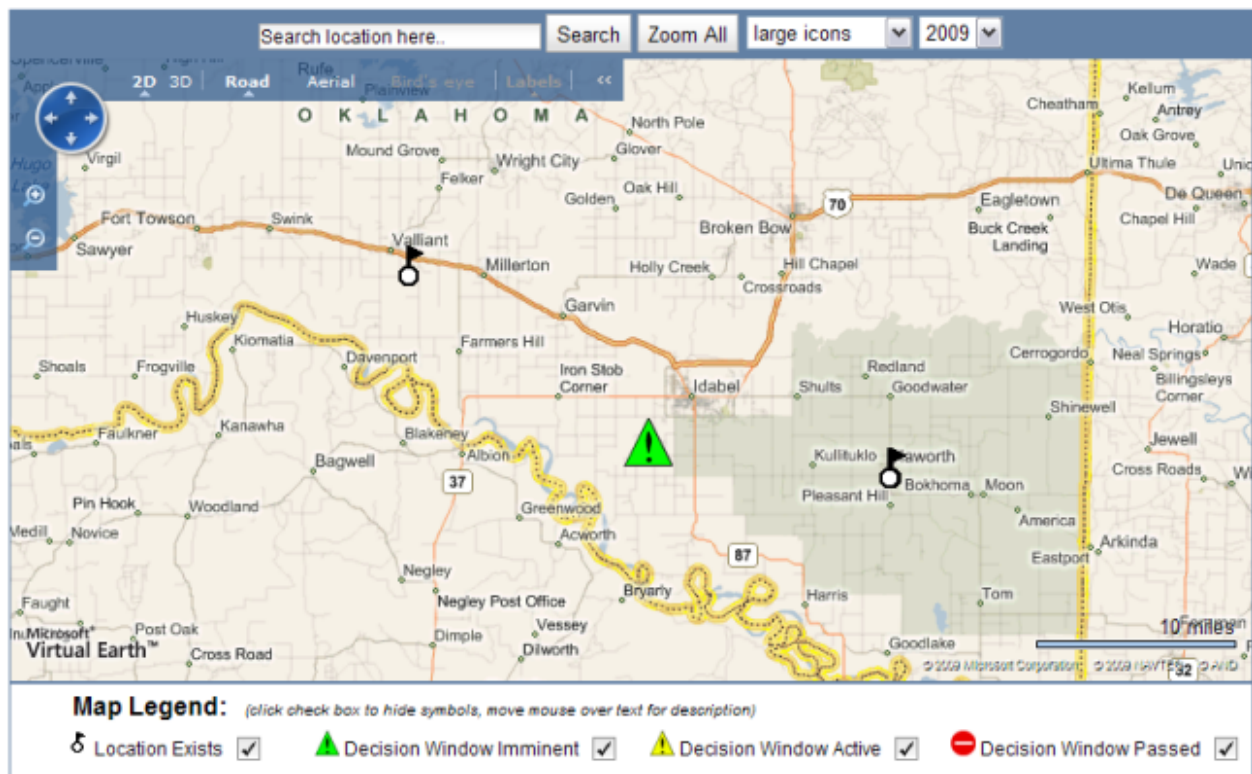 Search location here.. Search Zoom All large icons 2009
2D 3D Road Aerial Bird's eye Labels <<
Rufe
Plainview
Kellum
Cheatham
Antrey
O K L A H O M A
North Pole
Oak Grove
Virgil
Mound Grove
Wright City
Glover
Ultima Thule
Hugo
Felker
Golden
Oak Hill
De Queen
Fort Towson
Swink
70
Eagletown
Chapel Hill
Sawyer
Valliant
Broken Bow
Buck Creek
Landing
Millerton
Holly Creek
Hill Chapel
Wade
Crossroads
Garvin
West Otis
Huskey
Horatio
Kiomatia
Farmers Hill
Cerrogordo
Neal Springs
Shoals
Frogville
Davenport
Iron Stob
Corner
Redland
Billingsleys
Corner
Idabel
Shults
Goodwater
Shinewell
Faulkner
Kanawha
Blakeney
Jewell
Bagwell
Albion
Kullituklo
aworth
Cross Roads
37
Bokhoma
Moon
Pin Hook
Woodland
Pleasant Hill
Greenwood
America
Medill
Novice
Acworth
87
Arkinda
Eastport
Negley
Bryarly
Harris
Tom
Faught
Negley Post Office
Post Oak
Vessey
10 miles
Microsoft®
Virtual Earth™
Dimple
Goodlake
Cross Road
Dilworth
© 2009 Microsoft Corporation © 2009 NAVTEQ © AND
32
Map Legend: (click check box to hide symbols, move mouse over text for description)
Location Exists Decision Window Imminent Decision Window Active Decision Window Passed